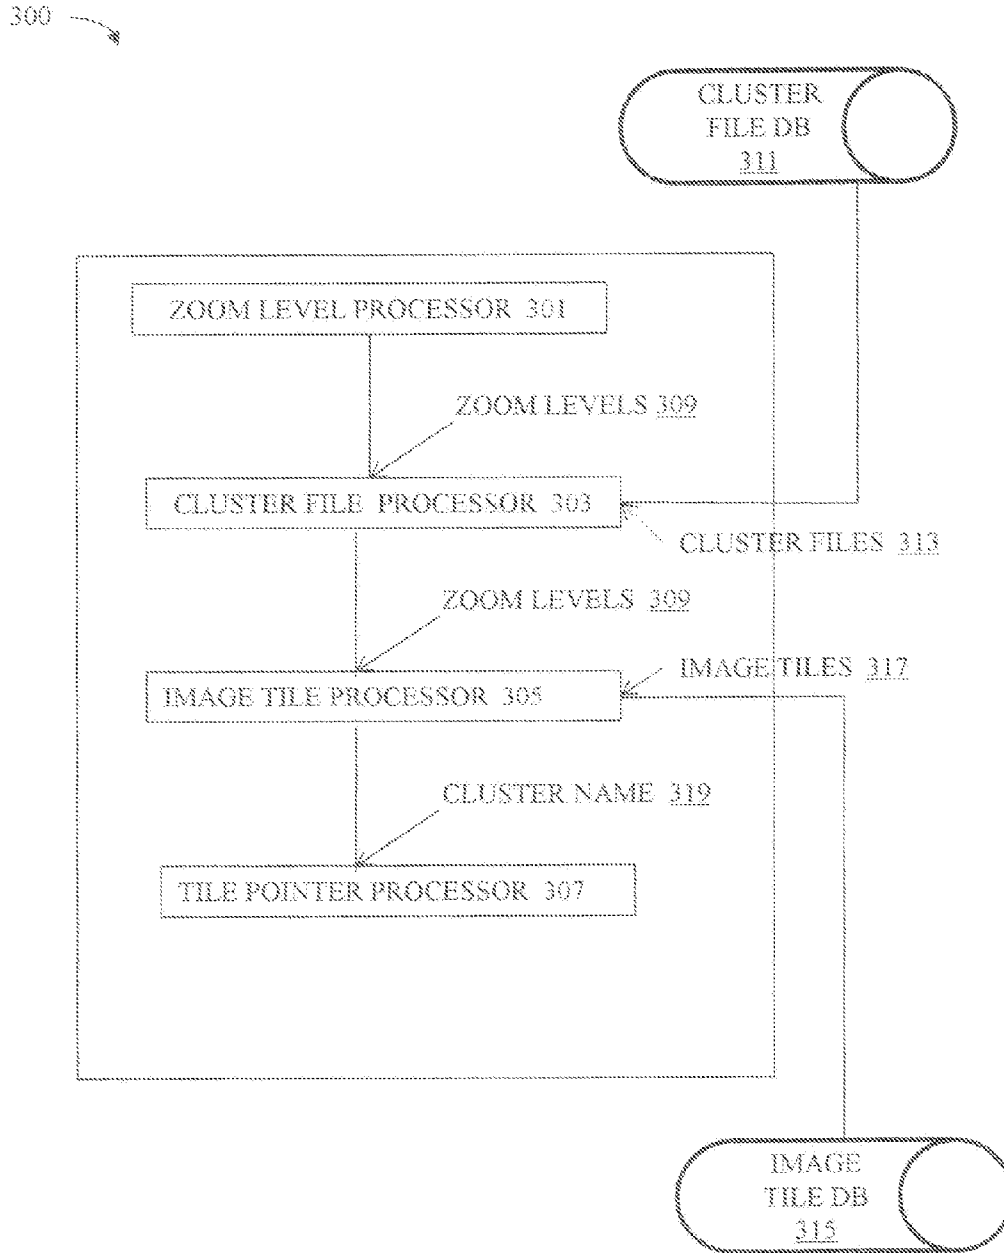 300
CLUSTER
FILE DB
311
ZOOM LEVEL PROCESSOR 301
ZOOM LEVELS 309
CLUSTER FILE PROCESSOR 303
CLUSTER FILES 313
ZOOM LEVELS 309
IMAGE TILES 317
IMAGE TILE PROCESSOR 305
CLUSTER NAME 319
TILE POINTER PROCESSOR 307
IMAGE
TILE DB
315